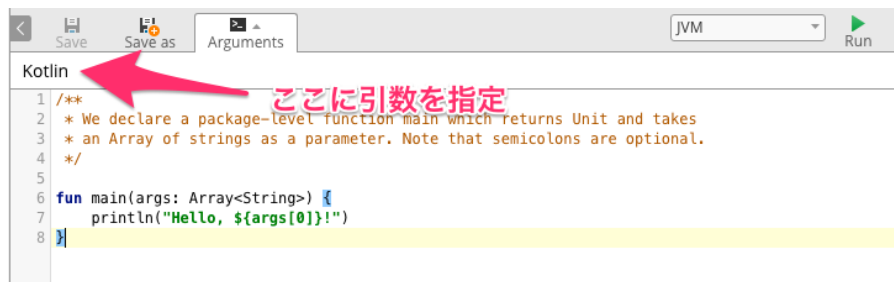 Save Save as Arguments JVM Run
Kotlin
ここに引数を指定
1 /**
2 * We declare a package-level function main which returns Unit and takes
3 * an Array of strings as a parameter. Note that semicolons are optional.
4 */
5
6 fun main(args: Array<String>) {
7 println("Hello, ${args[0]}!")
8 }